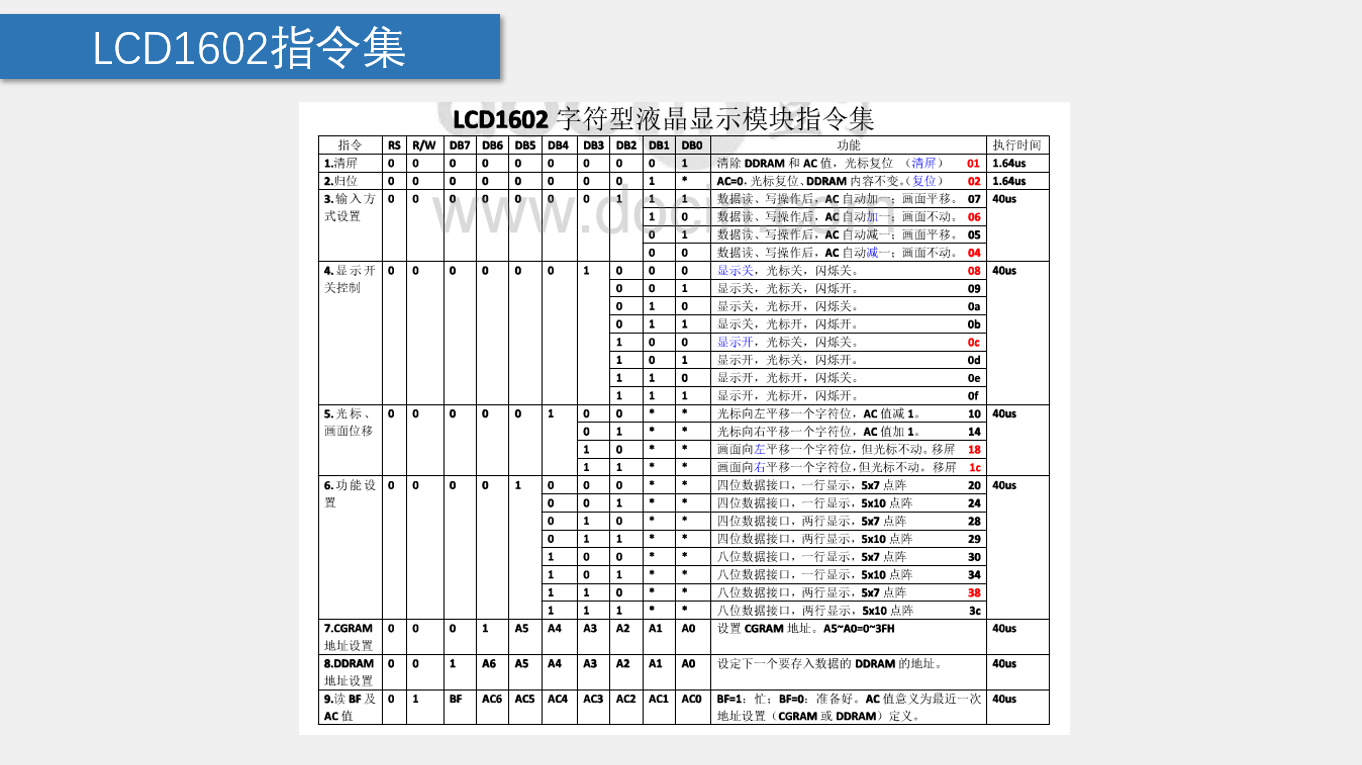 LCD1602指令集
LCD1602 字符型液晶显示模块指令集
指令 RS R/W DB7 DB6 DB5 DB4 DB3 DB2 DB1 DB0 功能 执行时间
1.清屏 0 0 0 0 0 0 0 0 0 1 清除 DDRAM 和 AC 值，光标复位 （清屏） 01 1.64us
2.归位 0 0 0 0 0 0 0 0 1 * AC=0，光标复位、DDRAM 内容不变。（复位） 02 1.64us
3.输入方 0 0 0 0 0 0 0 1 1 1 数据读、写操作后，AC 自动加一；画面平移。 07 40us
式设置 1 0 数据读、写操作后，AC 自动加一；画面不动。 06
0 1 数据读、写操作后，AC 自动减一；画面平移。 05
0 0 数据读、写操作后，AC 自动减一；画面不动。 04
4.显示开 0 0 0 0 0 0 1 0 0 0 显示关，光标关，闪烁关。 08 40us
关控制 0 0 1 显示关，光标关，闪烁开。 09
0 1 0 显示关，光标开，闪烁关。 0a
0 1 1 显示关，光标开，闪烁开。 0b
1 0 0 显示开，光标关，闪烁关。 0c
1 0 1 显示开，光标关，闪烁开。 0d
1 1 0 显示开，光标开，闪烁关。 0e
1 1 1 显示开，光标开，闪烁开。 0f
5.光标、 0 0 0 0 0 1 0 0 * * 光标向左平移一个字符位，AC 值减 1。 10 40us
画面位移 0 1 * * 光标向右平移一个字符位，AC 值加 1。 14
1 0 * * 画面向左平移一个字符位，但光标不动。移屏 18
1 1 * * 画面向右平移一个字符位，但光标不动。移屏 1c
6.功能设 0 0 0 0 1 0 0 0 * * 四位数据接口，一行显示，5x7 点阵 20 40us
置 0 0 1 * * 四位数据接口，一行显示，5x10 点阵 24
0 1 0 * * 四位数据接口，两行显示，5x7 点阵 28
0 1 1 * * 四位数据接口，两行显示，5x10 点阵 29
1 0 0 * * 八位数据接口，一行显示，5x7 点阵 30
1 0 1 * * 八位数据接口，一行显示，5x10 点阵 34
1 1 0 * * 八位数据接口，两行显示，5x7 点阵 38
1 1 1 * * 八位数据接口，两行显示，5x10 点阵 3c
7.CGRAM 0 0 0 1 A5 A4 A3 A2 A1 A0 设置 CGRAM 地址。A5~A0=0~3FH 40us
地址设置
8.DDRAM 0 0 1 A6 A5 A4 A3 A2 A1 A0 设定下一个要存入数据的 DDRAM 的地址。 40us
地址设置
9.读 BF 及 0 1 BF AC6 AC5 AC4 AC3 AC2 AC1 AC0 BF=1：忙；BF=0：准备好。AC 值意义为最近一次 40us
AC 值 地址设置（CGRAM 或 DDRAM）定义。
www.docin.com